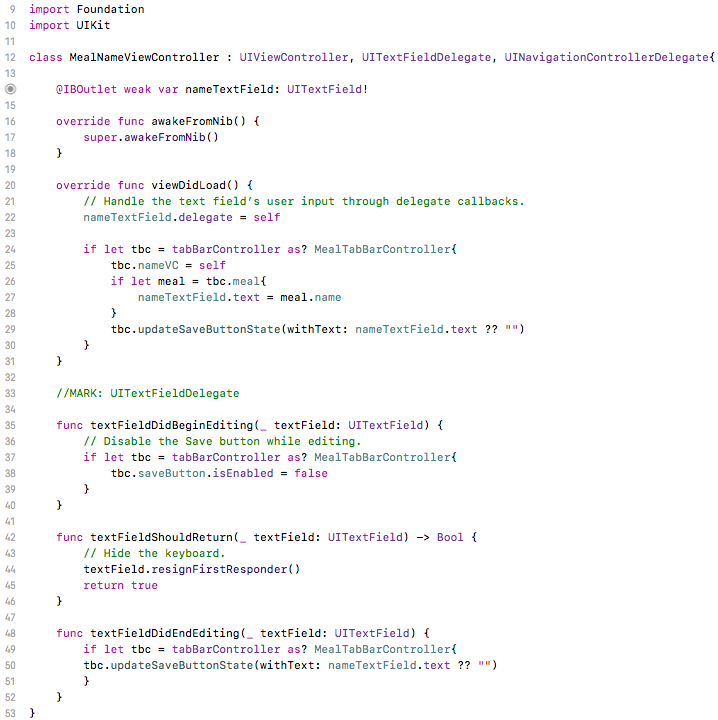 9 import Foundation
10 import UIKit
11
12 class MealNameViewController : UIViewController, UITextFieldDelegate, UINavigationControllerDelegate{
13
    @IBOutlet weak var nameTextField: UITextField!
15
16     override func awakeFromNib() {
17         super.awakeFromNib()
18     }
19
20     override func viewDidLoad() {
21         // Handle the text field's user input through delegate callbacks.
22         nameTextField.delegate = self
23
24         if let tbc = tabBarController as? MealTabBarController{
25             tbc.nameVC = self
26             if let meal = tbc.meal{
27                 nameTextField.text = meal.name
28             }
29             tbc.updateSaveButtonState(withText: nameTextField.text ?? "")
30         }
31     }
32
33     //MARK: UITextFieldDelegate
34
35     func textFieldDidBeginEditing(_ textField: UITextField) {
36         // Disable the Save button while editing.
37         if let tbc = tabBarController as? MealTabBarController{
38             tbc.saveButton.isEnabled = false
39         }
40     }
41
42     func textFieldShouldReturn(_ textField: UITextField) -> Bool {
43         // Hide the keyboard.
44         textField.resignFirstResponder()
45         return true
46     }
47
48     func textFieldDidEndEditing(_ textField: UITextField) {
49         if let tbc = tabBarController as? MealTabBarController{
50         tbc.updateSaveButtonState(withText: nameTextField.text ?? "")
51         }
52     }
53 }